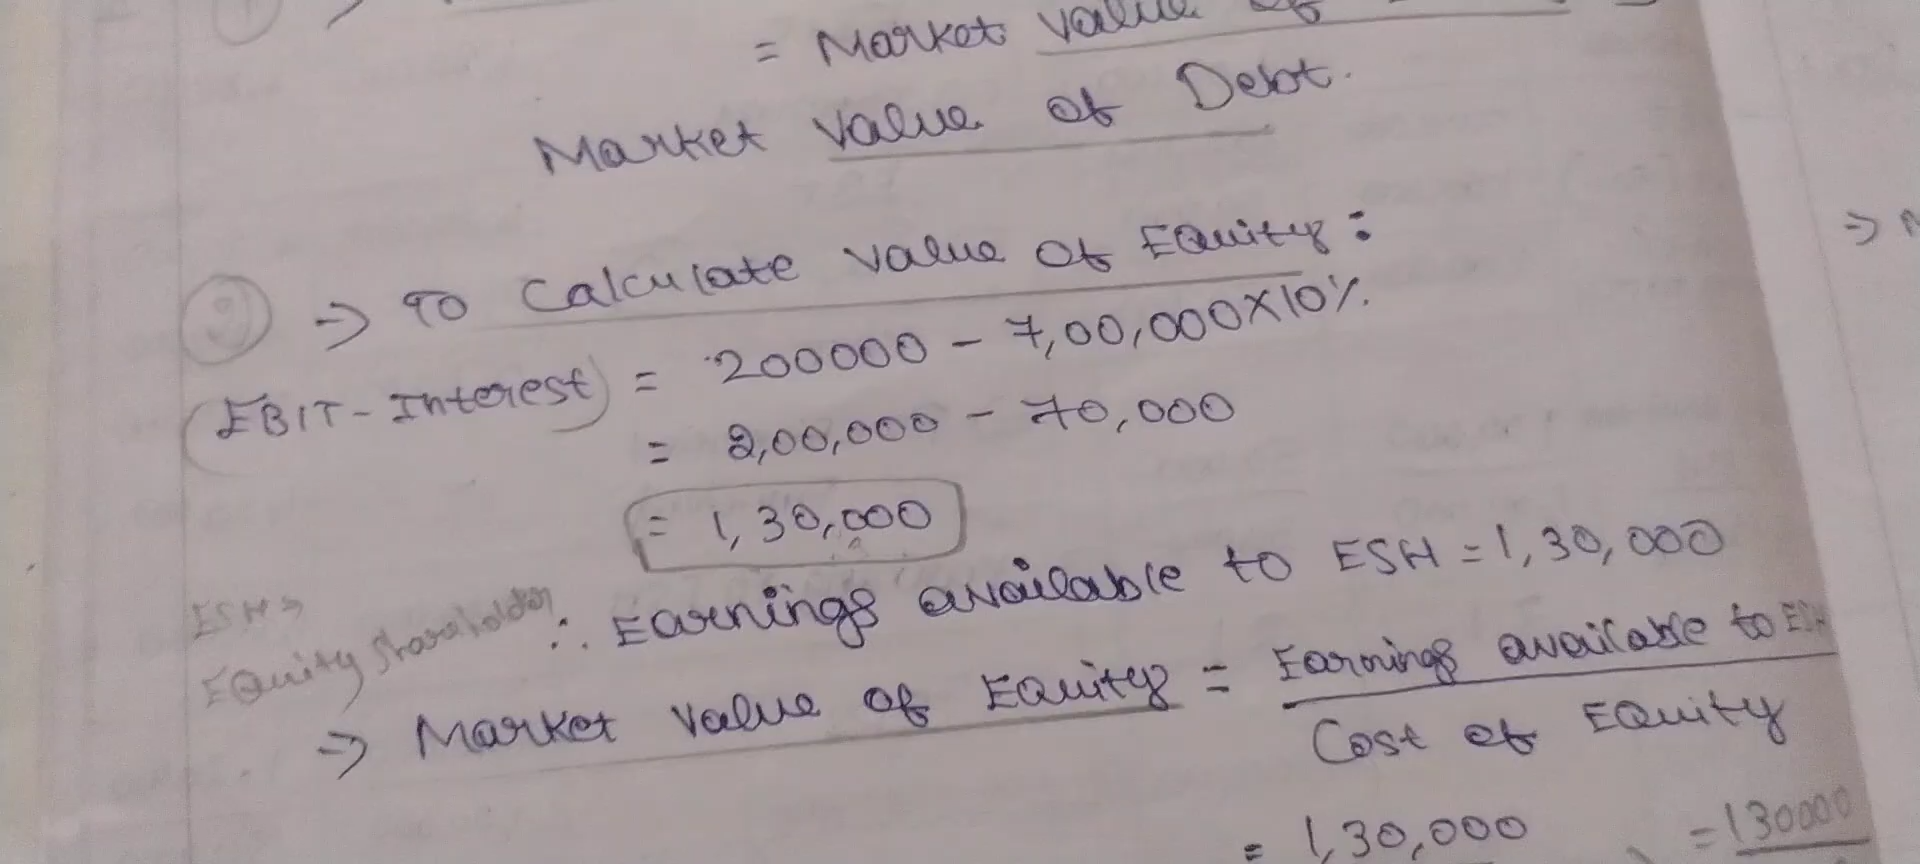 = Market value of
Market value of Debt.
2) → To Calculate value of Equity :
(EBIT - Interest) = 200000 - 7,00,000 X 10%.
= 2,00,000 - 70,000
= 1,30,000
ESH →
Equity Shareholder
∴ Earnings available to ESH = 1,30,000
→ Market value of Equity = Earnings available to ESH
Cost of Equity
= 1,30,000 = 130000